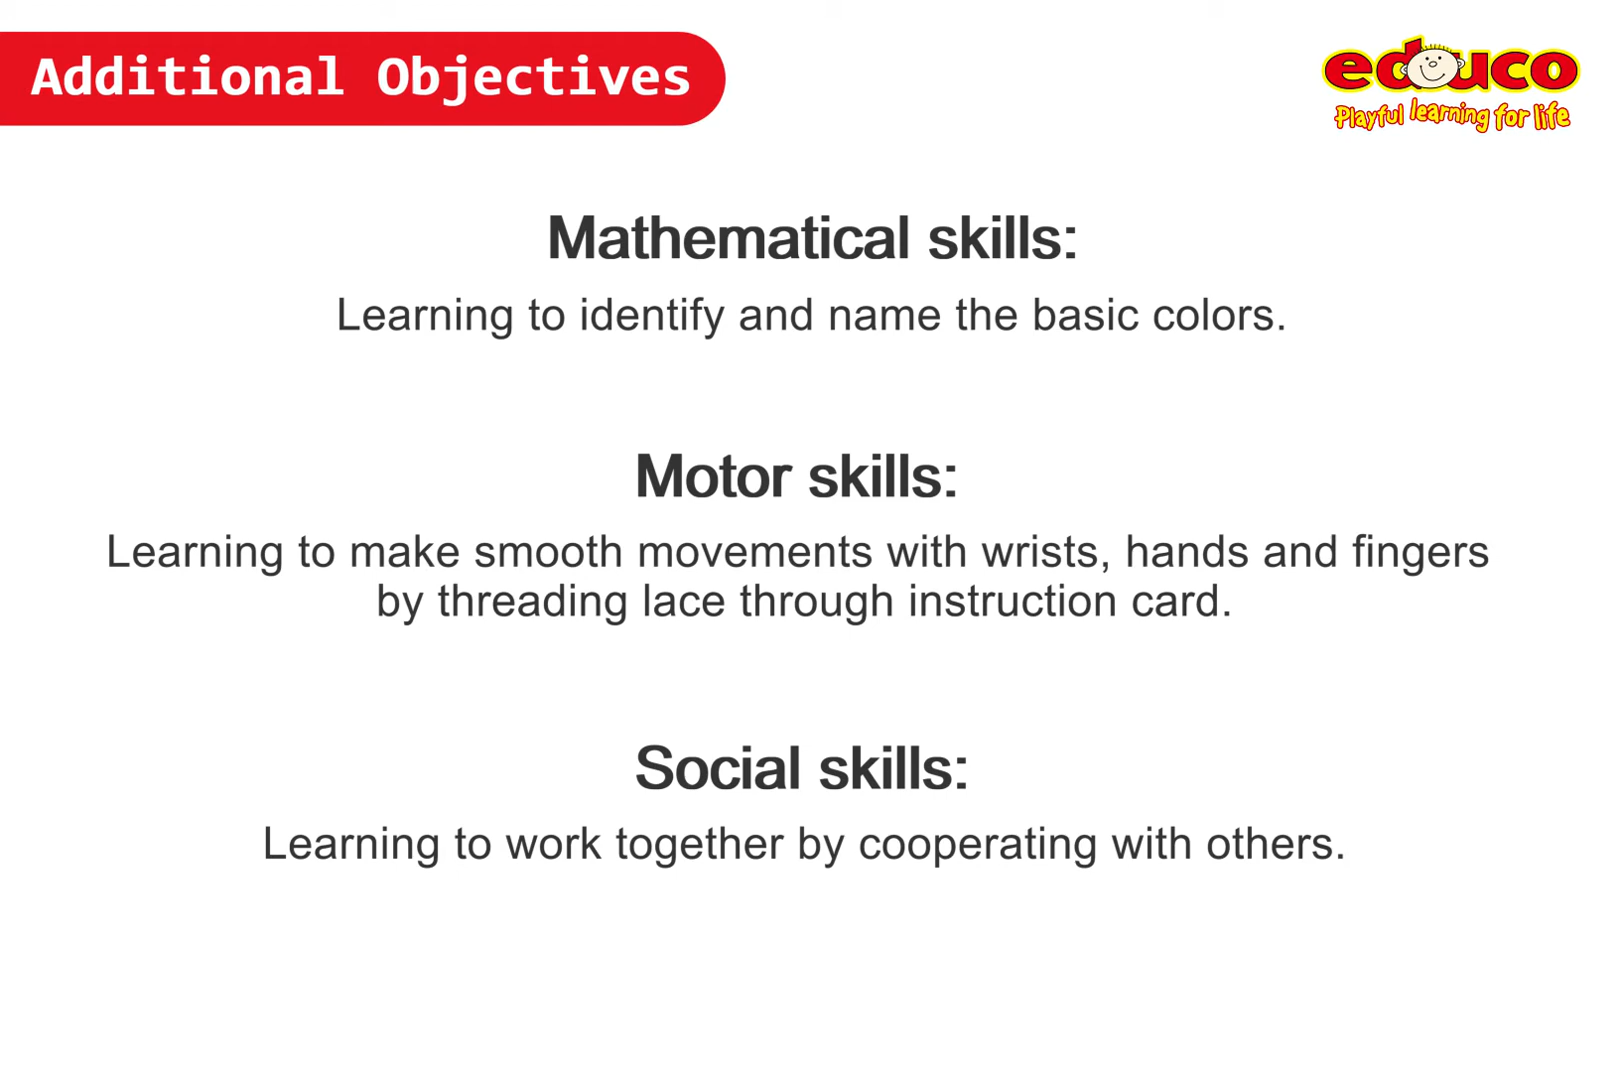 Additional Objectives
educo
Playful learning for life
Mathematical skills:
Learning to identify and name the basic colors.
Motor skills:
Learning to make smooth movements with wrists, hands and fingers
by threading lace through instruction card.
Social skills:
Learning to work together by cooperating with others.